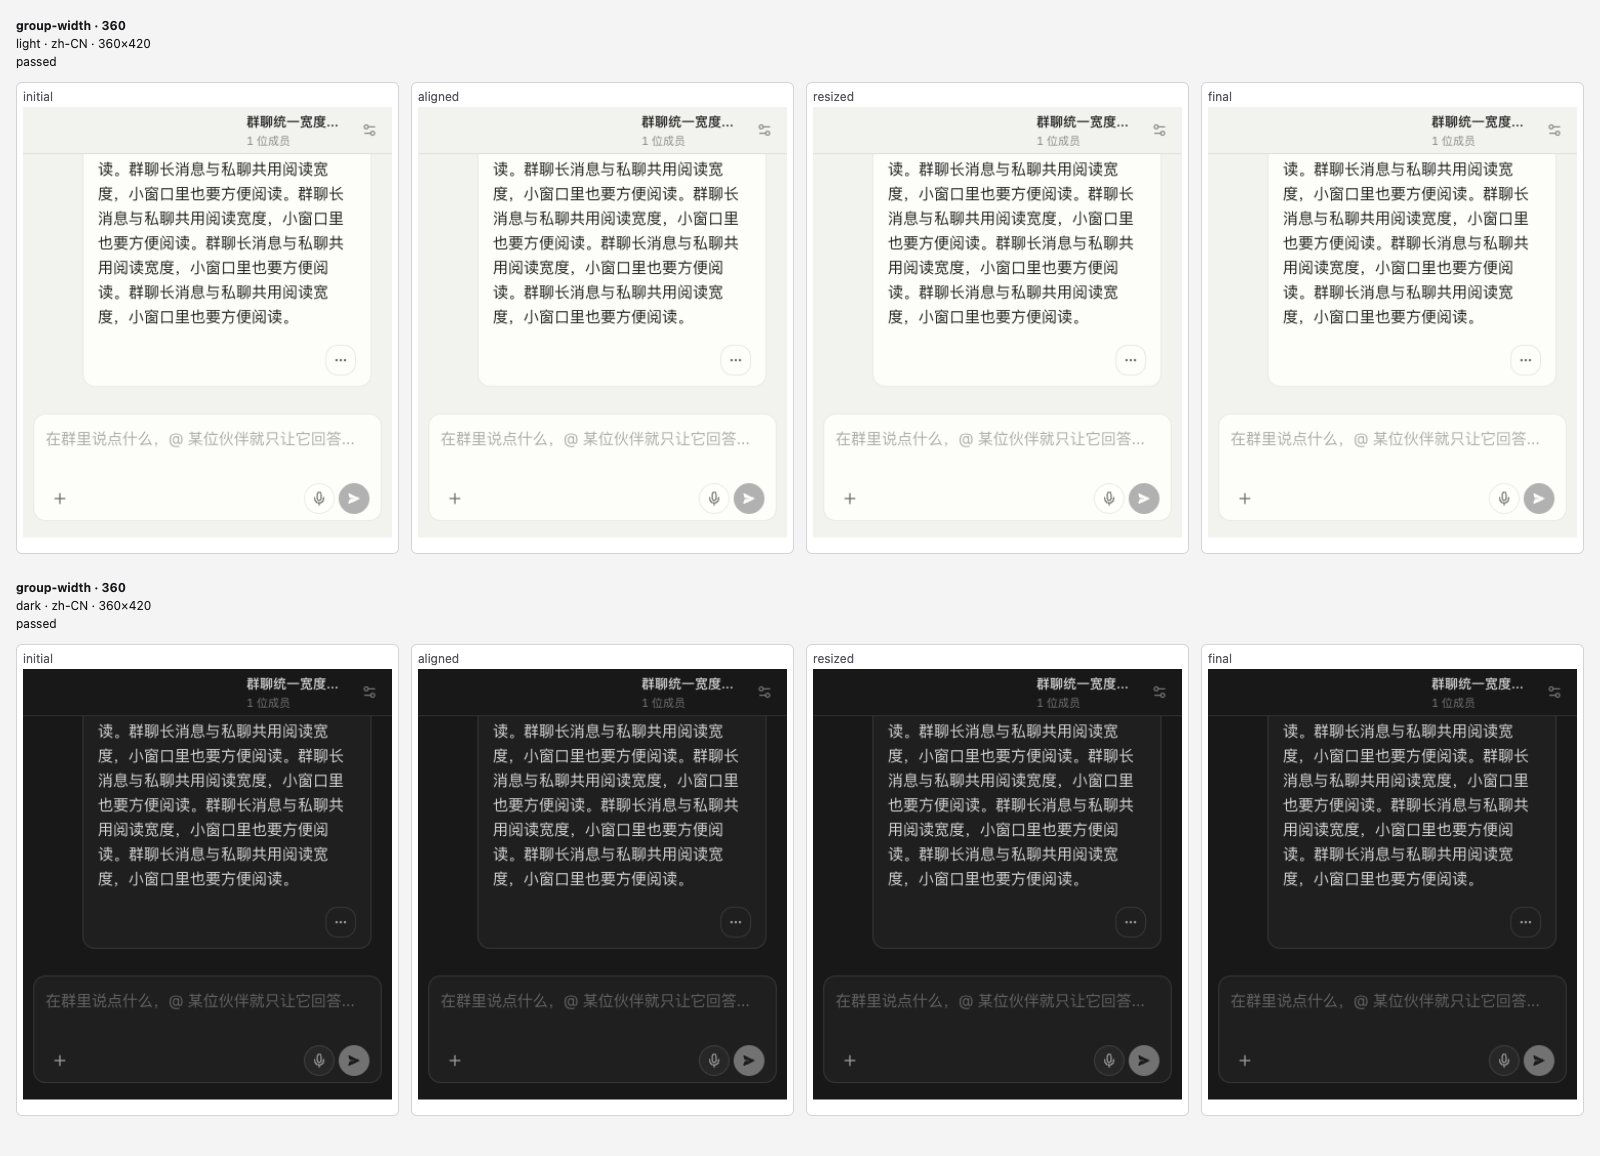 group-width · 360
light · zh-CN · 360×420
passed
initial
群聊统一宽度...
1 位成员
读。群聊长消息与私聊共用阅读宽
度，小窗口里也要方便阅读。群聊长
消息与私聊共用阅读宽度，小窗口里
也要方便阅读。群聊长消息与私聊共
用阅读宽度，小窗口里也要方便阅
读。群聊长消息与私聊共用阅读宽
度，小窗口里也要方便阅读。
在群里说点什么，@ 某位伙伴就只让它回答...
aligned
群聊统一宽度...
1 位成员
读。群聊长消息与私聊共用阅读宽
度，小窗口里也要方便阅读。群聊长
消息与私聊共用阅读宽度，小窗口里
也要方便阅读。群聊长消息与私聊共
用阅读宽度，小窗口里也要方便阅
读。群聊长消息与私聊共用阅读宽
度，小窗口里也要方便阅读。
在群里说点什么，@ 某位伙伴就只让它回答...
resized
群聊统一宽度...
1 位成员
读。群聊长消息与私聊共用阅读宽
度，小窗口里也要方便阅读。群聊长
消息与私聊共用阅读宽度，小窗口里
也要方便阅读。群聊长消息与私聊共
用阅读宽度，小窗口里也要方便阅
读。群聊长消息与私聊共用阅读宽
度，小窗口里也要方便阅读。
在群里说点什么，@ 某位伙伴就只让它回答...
final
群聊统一宽度...
1 位成员
读。群聊长消息与私聊共用阅读宽
度，小窗口里也要方便阅读。群聊长
消息与私聊共用阅读宽度，小窗口里
也要方便阅读。群聊长消息与私聊共
用阅读宽度，小窗口里也要方便阅
读。群聊长消息与私聊共用阅读宽
度，小窗口里也要方便阅读。
在群里说点什么，@ 某位伙伴就只让它回答...
group-width · 360
dark · zh-CN · 360×420
passed
initial
群聊统一宽度...
1 位成员
读。群聊长消息与私聊共用阅读宽
度，小窗口里也要方便阅读。群聊长
消息与私聊共用阅读宽度，小窗口里
也要方便阅读。群聊长消息与私聊共
用阅读宽度，小窗口里也要方便阅
读。群聊长消息与私聊共用阅读宽
度，小窗口里也要方便阅读。
在群里说点什么，@ 某位伙伴就只让它回答...
aligned
群聊统一宽度...
1 位成员
读。群聊长消息与私聊共用阅读宽
度，小窗口里也要方便阅读。群聊长
消息与私聊共用阅读宽度，小窗口里
也要方便阅读。群聊长消息与私聊共
用阅读宽度，小窗口里也要方便阅
读。群聊长消息与私聊共用阅读宽
度，小窗口里也要方便阅读。
在群里说点什么，@ 某位伙伴就只让它回答...
resized
群聊统一宽度...
1 位成员
读。群聊长消息与私聊共用阅读宽
度，小窗口里也要方便阅读。群聊长
消息与私聊共用阅读宽度，小窗口里
也要方便阅读。群聊长消息与私聊共
用阅读宽度，小窗口里也要方便阅
读。群聊长消息与私聊共用阅读宽
度，小窗口里也要方便阅读。
在群里说点什么，@ 某位伙伴就只让它回答...
final
群聊统一宽度...
1 位成员
读。群聊长消息与私聊共用阅读宽
度，小窗口里也要方便阅读。群聊长
消息与私聊共用阅读宽度，小窗口里
也要方便阅读。群聊长消息与私聊共
用阅读宽度，小窗口里也要方便阅
读。群聊长消息与私聊共用阅读宽
度，小窗口里也要方便阅读。
在群里说点什么，@ 某位伙伴就只让它回答...